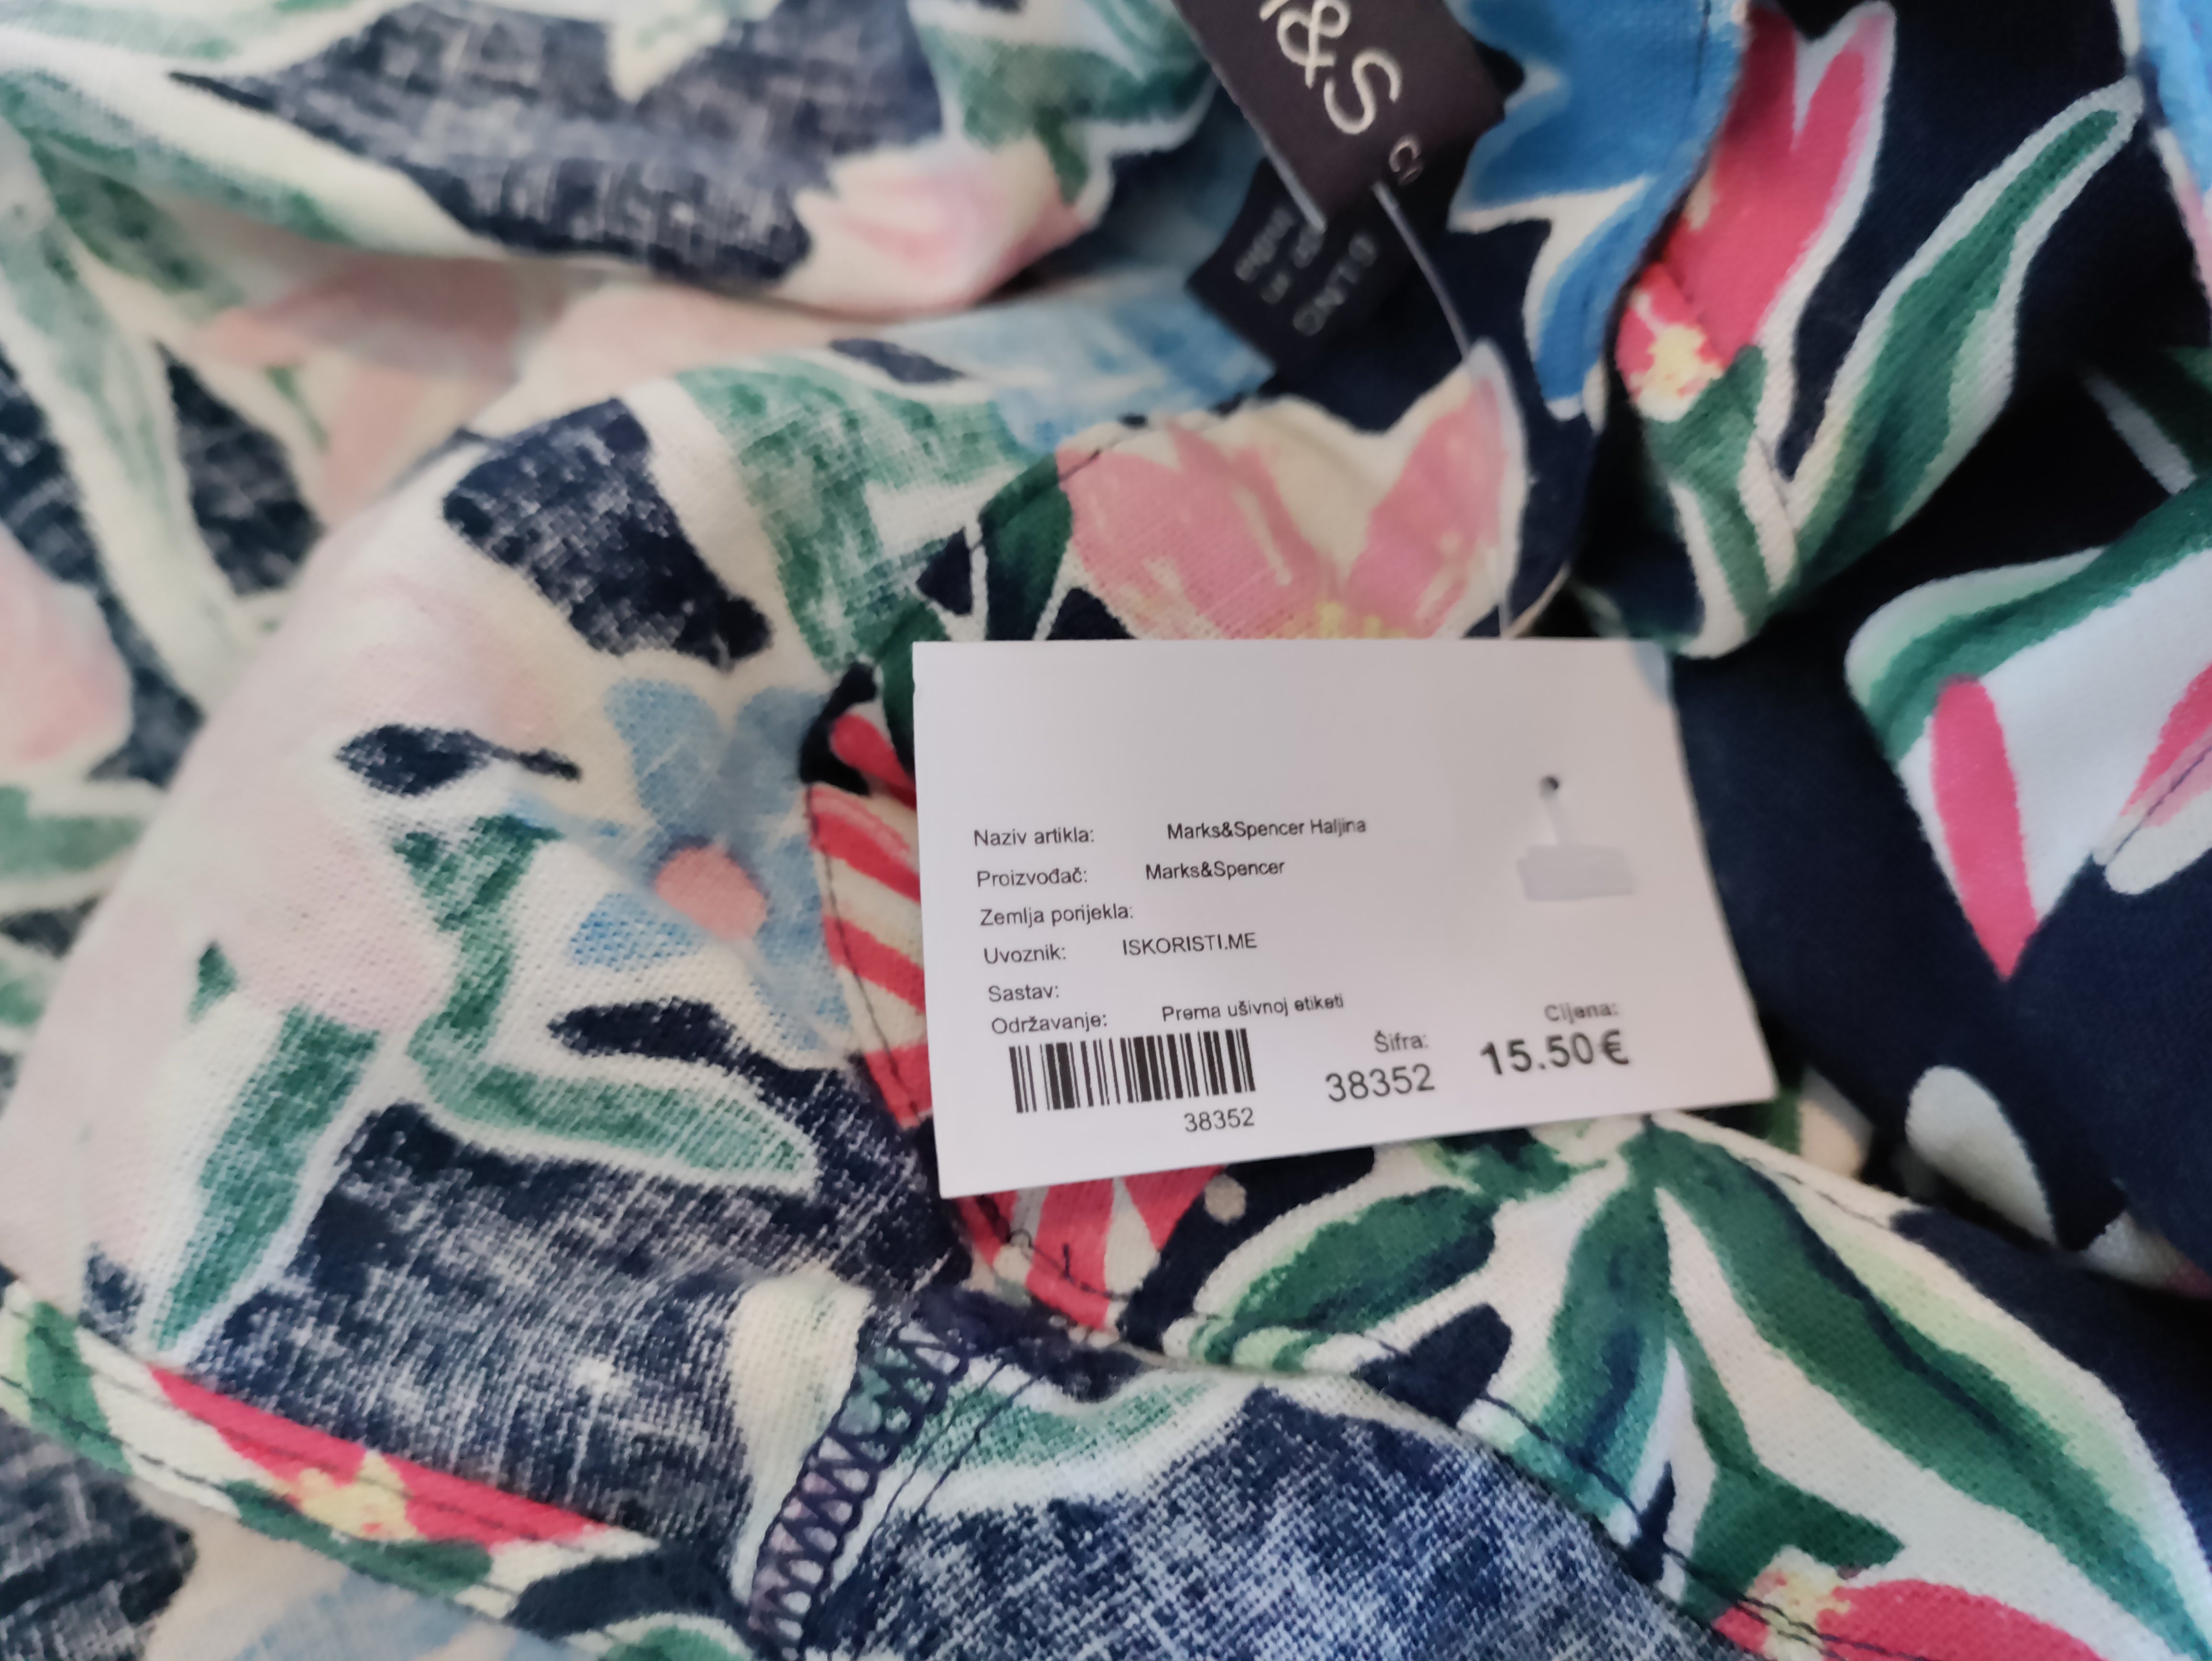 &S
Naziv artikla: Marks&Spencer Haljina
Proizvođač: Marks&Spencer
Zemlja porijekla:
Uvoznik: ISKORISTI.ME
Sastav:
Održavanje: Prema ušivnoj etiketi
38352
Šifra:
38352
Cijena:
15.50€